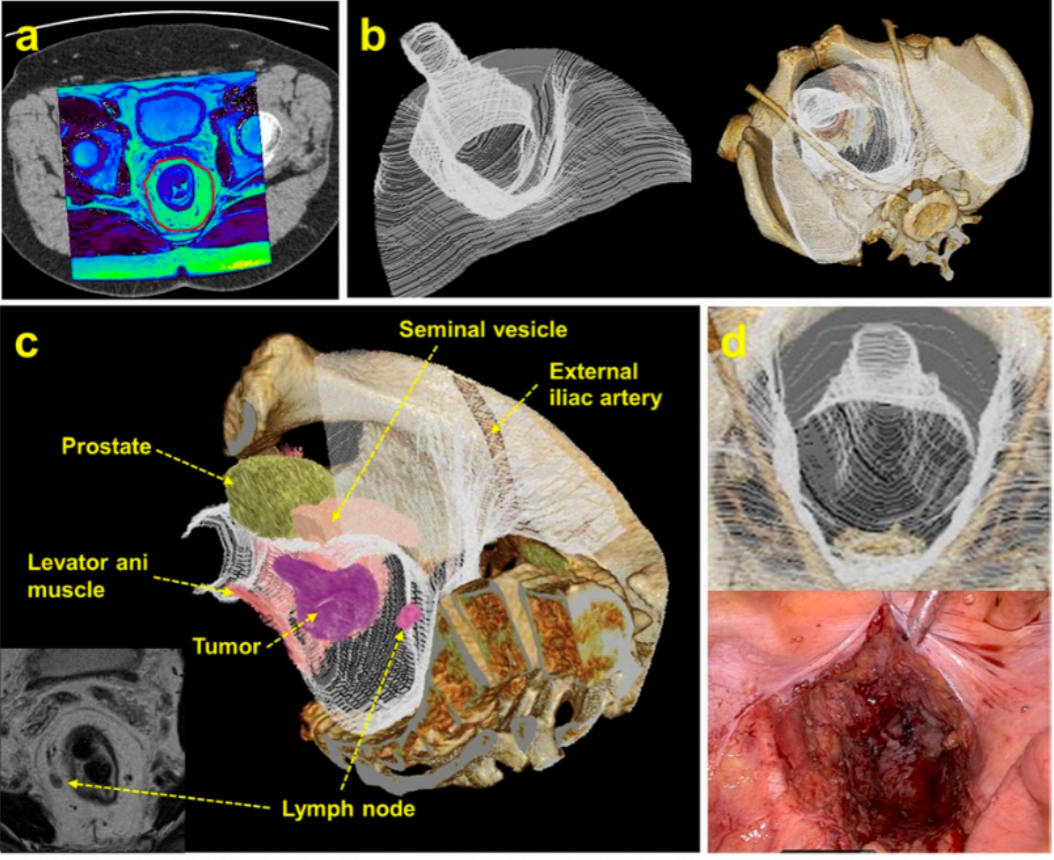 a
b
c
Seminal vesicle
External
iliac artery
Prostate
Levator ani
muscle
Tumor
Lymph node
d